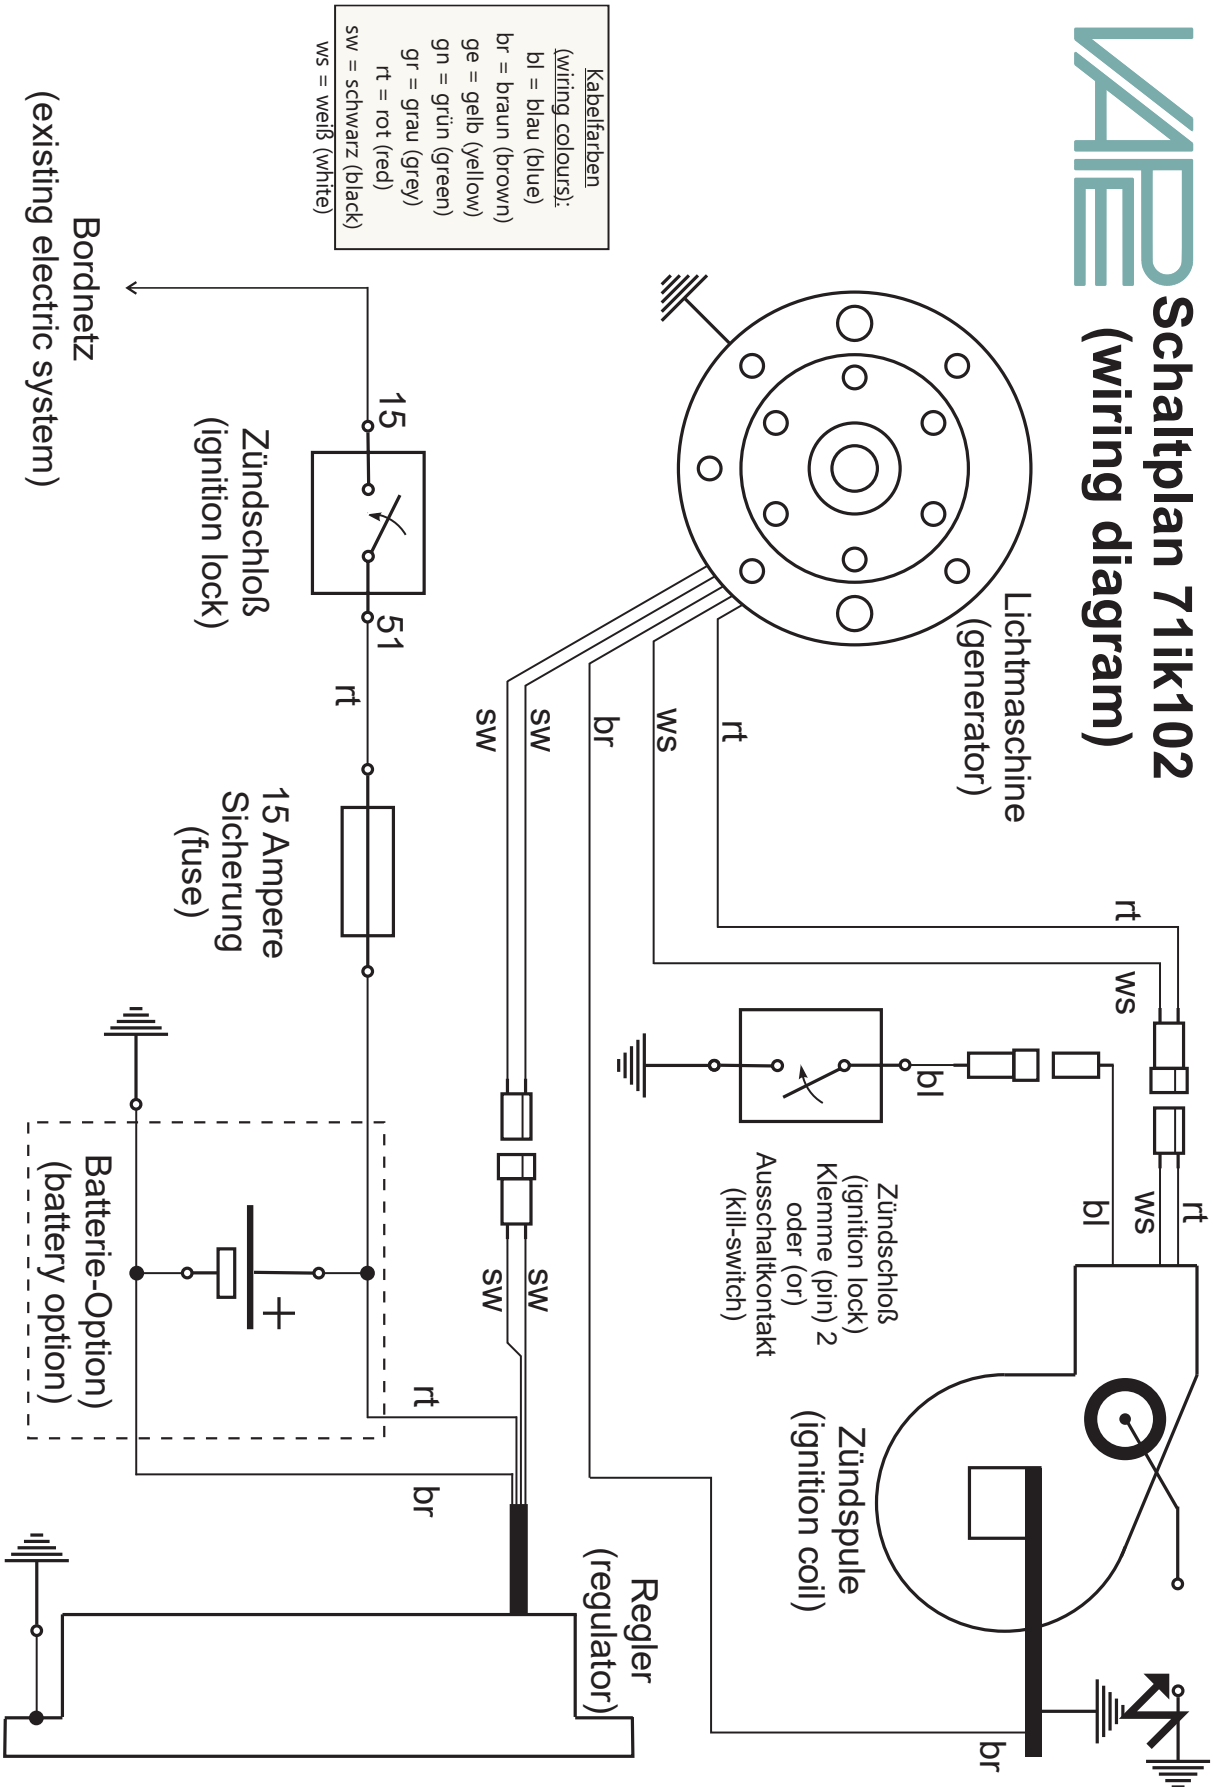 VAPE
Schaltplan 71ik102
(wiring diagram)
Kabelfarben
(wiring colours):
bl = blau (blue)
br = braun (brown)
ge = gelb (yellow)
gn = grün (green)
gr = grau (grey)
rt = rot (red)
sw = schwarz (black)
ws = weiß (white)
Lichtmaschine
(generator)
rt
ws
br
sw
sw
rt
ws
rt
ws
bl
bl
Zündschloß
(ignition lock)
Klemme (pin) 2
oder (or)
Ausschaltkontakt
(kill-switch)
Zündspule
(ignition coil)
br
sw
sw
Regler
(regulator)
rt
br
15
51
Zündschloß
(ignition lock)
rt
15 Ampere
Sicherung
(fuse)
+
Batterie-Option)
(battery option)
Bordnetz
(existing electric system)